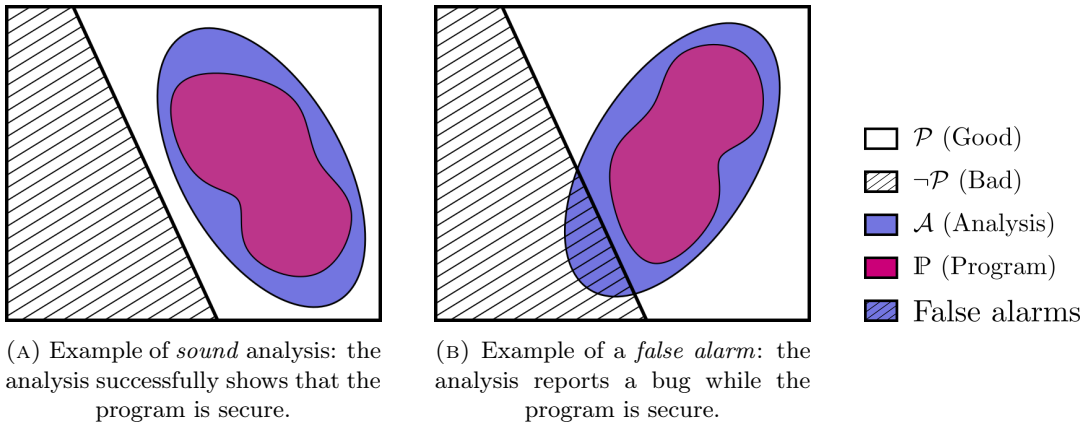 𝒫 (Good)
¬𝒫 (Bad)
𝒜 (Analysis)
ℙ (Program)
False alarms
(A) Example of sound analysis: the
analysis successfully shows that the
program is secure.
(B) Example of a false alarm: the
analysis reports a bug while the
program is secure.